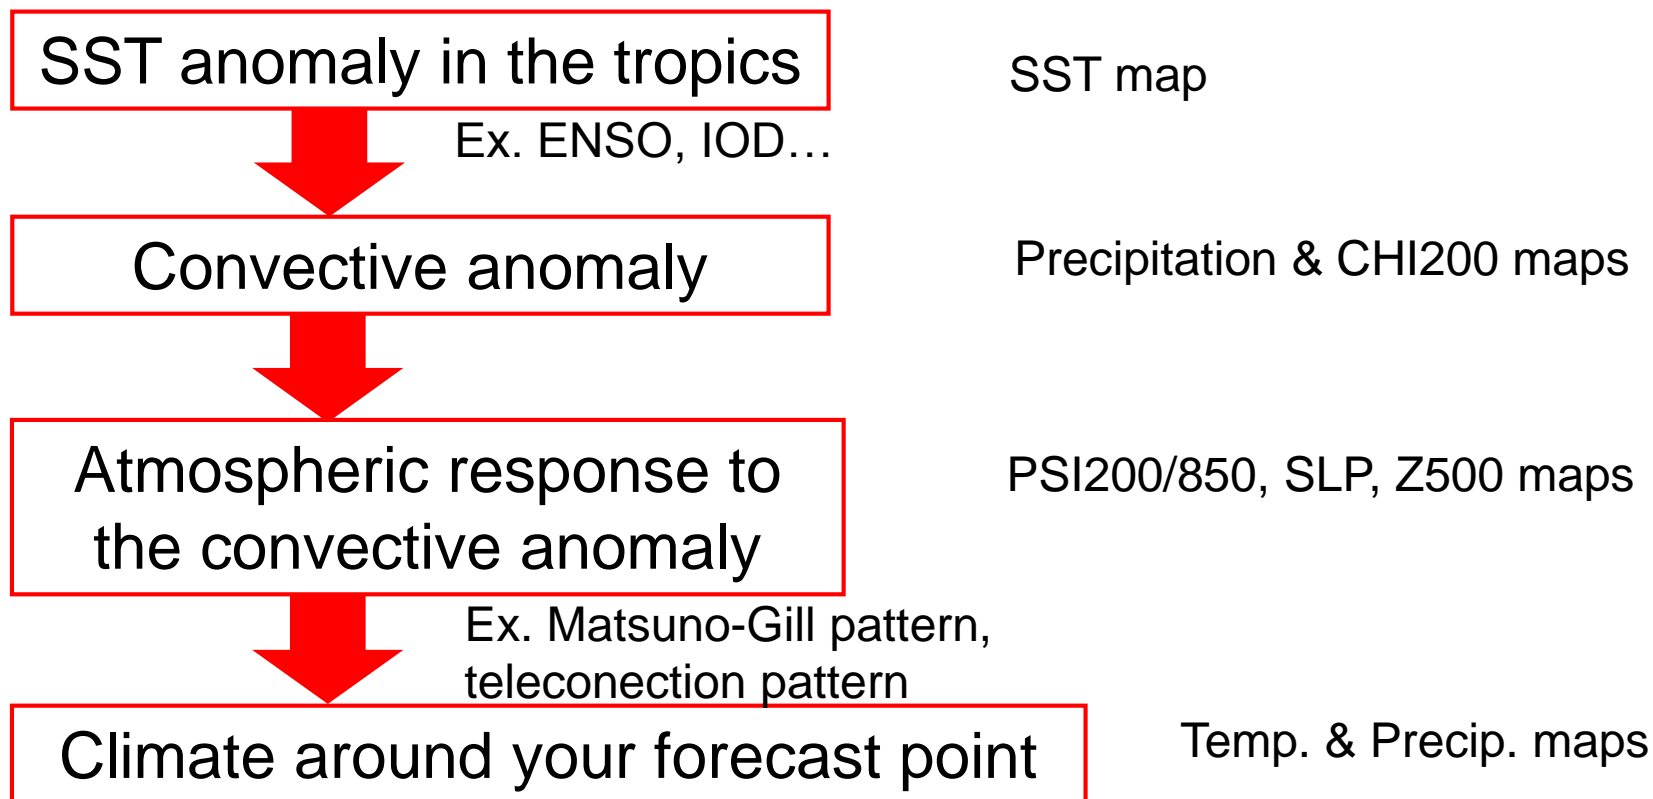 SST anomaly in the tropics
SST map
Ex. ENSO, IOD…
Convective anomaly
Precipitation & CHI200 maps
Atmospheric response to
the convective anomaly
PSI200/850, SLP, Z500 maps
Ex. Matsuno-Gill pattern,
teleconection pattern
Climate around your forecast point
Temp. & Precip. maps